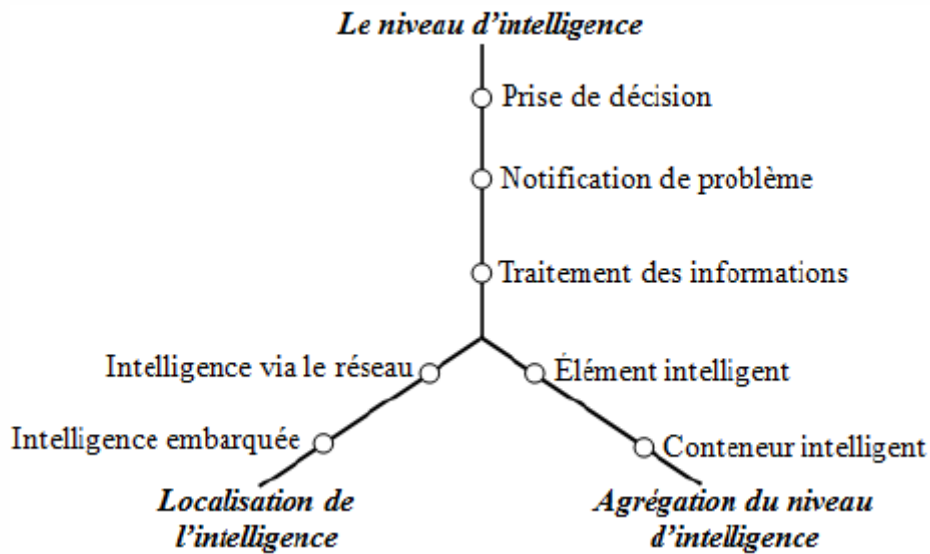 Le niveau d'intelligence
Prise de décision
Notification de problème
Traitement des informations
Intelligence via le réseau
Élément intelligent
Intelligence embarquée
Conteneur intelligent
Localisation de
l'intelligence
Agrégation du niveau
d'intelligence